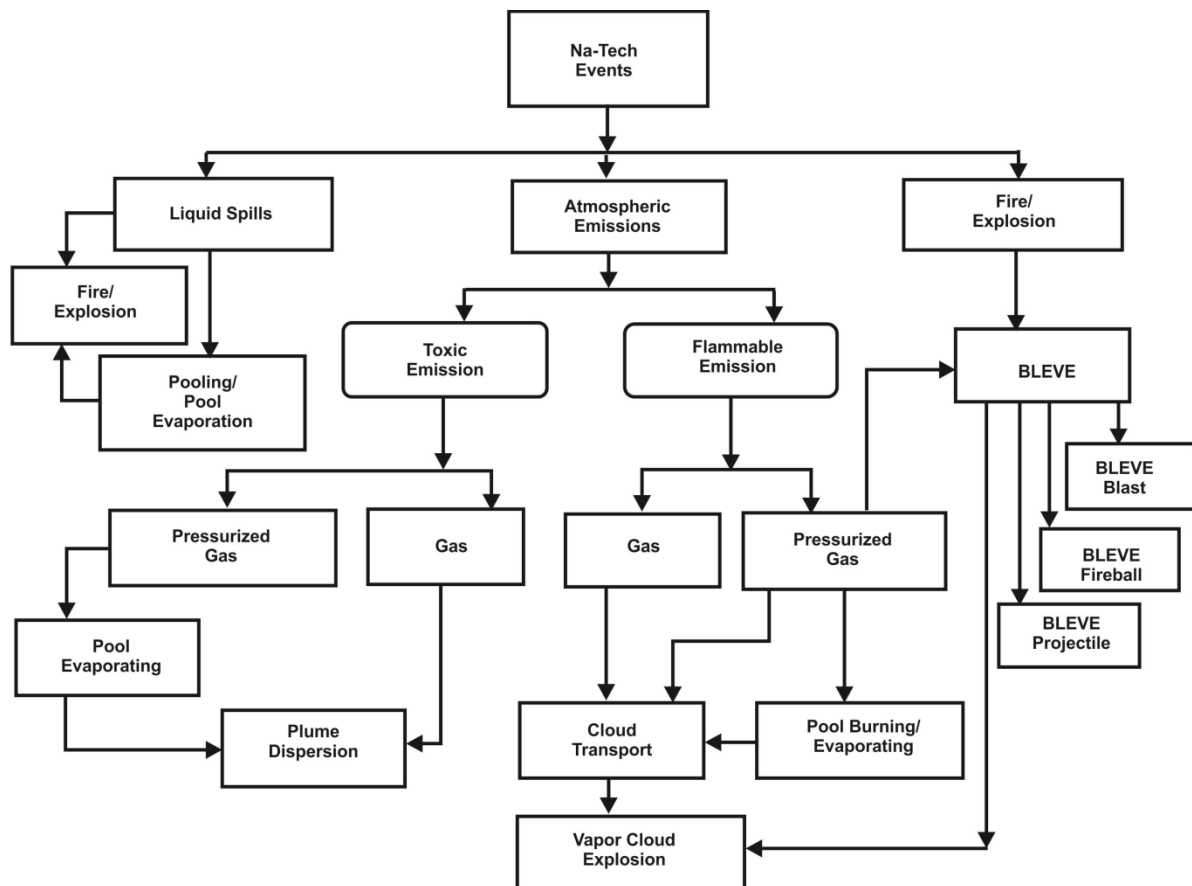 Na-Tech
Events
Liquid Spills
Atmospheric
Emissions
Fire/
Explosion
Fire/
Explosion
Toxic
Emission
Flammable
Emission
BLEVE
Pooling/
Pool
Evaporation
BLEVE
Blast
Pressurized
Gas
Gas
Gas
Pressurized
Gas
BLEVE
Fireball
BLEVE
Projectile
Pool
Evaporating
Plume
Dispersion
Cloud
Transport
Pool Burning/
Evaporating
Vapor Cloud
Explosion